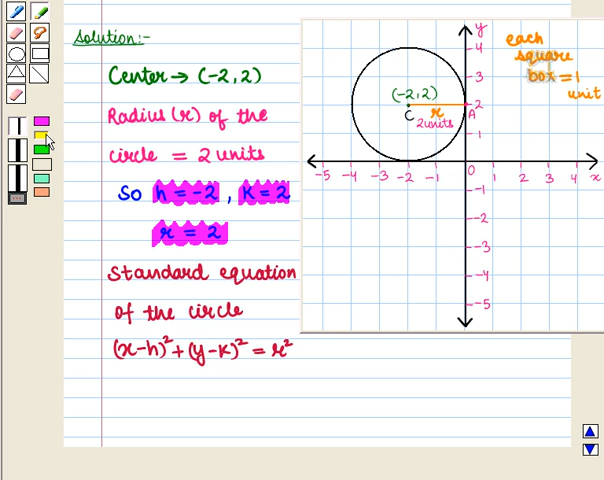 Solution:-
Center → (-2, 2)
Radius (r) of the
circle = 2 units
So h = -2 , K = 2
r = 2
Standard equation
of the circle
(x-h)² + (y-k)² = r²
y
each
square
box = 1
unit
4
3
(-2,2)
2
C r A
2 units
1
-5 -4 -3 -2 -1 0 1 2 3 4 x
-1
-2
-3
-4
-5